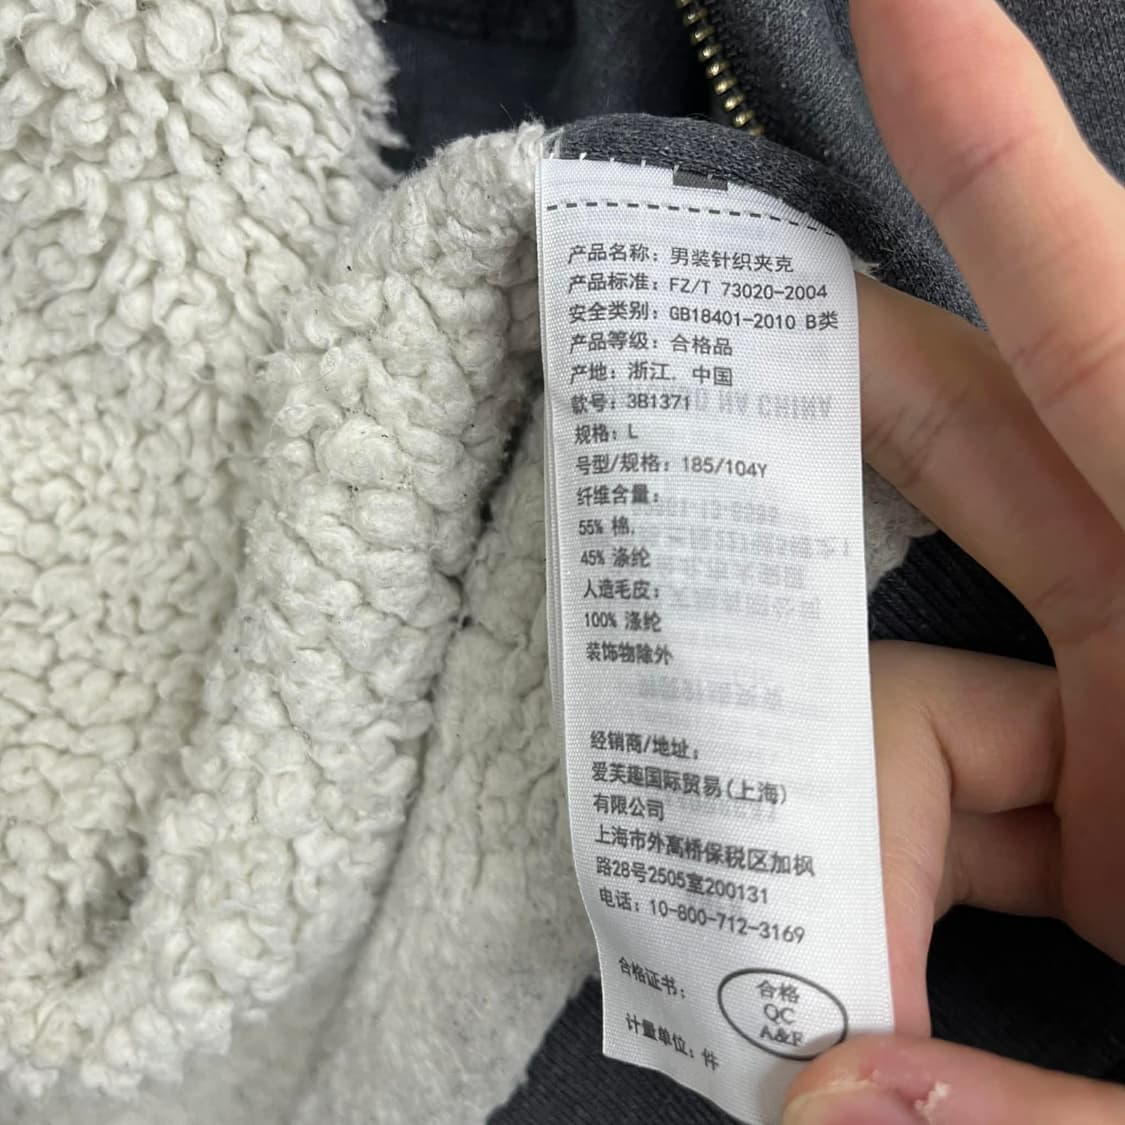 产品名称：男装针织夹克
产品标准：FZ/T 73020-2004
安全类别：GB18401-2010 B类
产品等级：合格品
产地：浙江．中国
款号：3B1371
规格：L
号型/规格：185/104Y
纤维含量：
55% 棉．
45% 涤纶
人造毛皮：
100% 涤纶
装饰物除外
经销商/地址：
爱芙趣国际贸易(上海)
有限公司
上海市外高桥保税区加枫
路28号2505室200131
电话：10-800-712-3169
合格证书：
合格
QC
A&F
计量单位：件